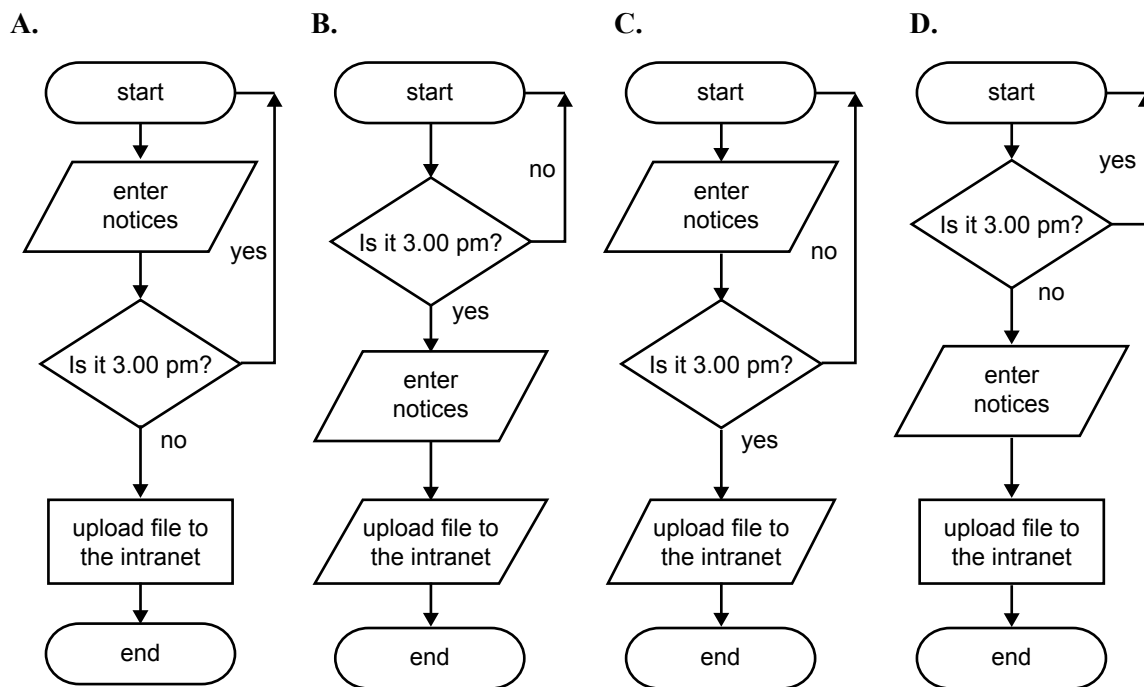 A.
start
enter
notices
yes
Is it 3.00 pm?
no
upload file to
the intranet
end
B.
start
no
Is it 3.00 pm?
yes
enter
notices
upload file to
the intranet
end
C.
start
enter
notices
no
Is it 3.00 pm?
yes
upload file to
the intranet
end
D.
start
yes
Is it 3.00 pm?
no
enter
notices
upload file to
the intranet
end